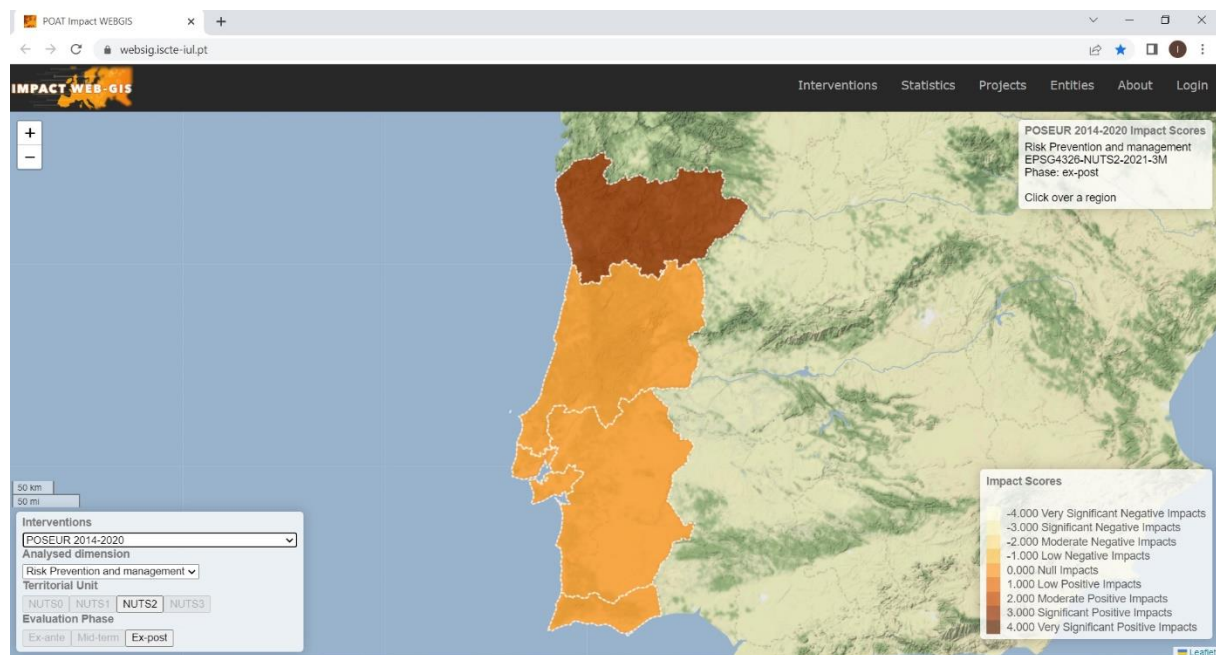 POAT Impact WEBGIS
websig.iscte-iul.pt
IMPACT WEB-GIS
Interventions Statistics Projects Entities About Login
+
−
POSEUR 2014-2020 Impact Scores
Risk Prevention and management
EPSG4326-NUTS2-2021-3M
Phase: ex-post
Click over a region
50 km
50 mi
Interventions
POSEUR 2014-2020
Analysed dimension
Risk Prevention and management
Territorial Unit
NUTS0 NUTS1 NUTS2 NUTS3
Evaluation Phase
Ex-ante Mid-term Ex-post
Impact Scores
-4.000 Very Significant Negative Impacts
-3.000 Significant Negative Impacts
-2.000 Moderate Negative Impacts
-1.000 Low Negative Impacts
0.000 Null Impacts
1.000 Low Positive Impacts
2.000 Moderate Positive Impacts
3.000 Significant Positive Impacts
4.000 Very Significant Positive Impacts
Leaflet